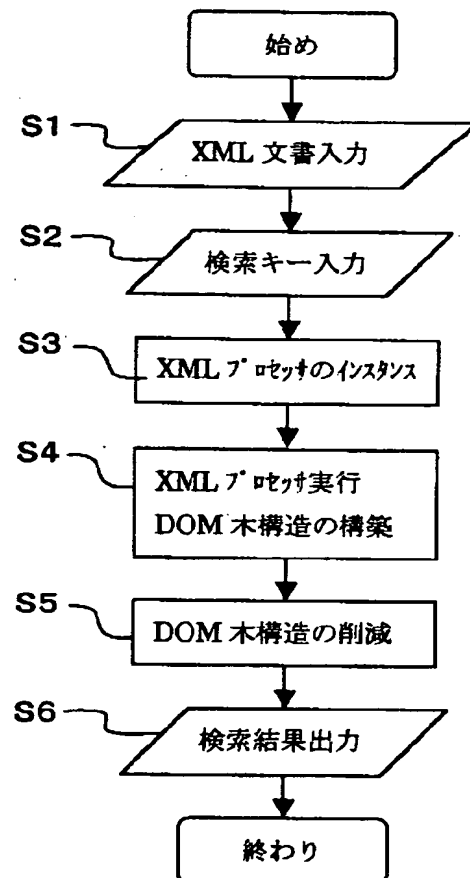 始め
S1
XML 文書入力
S2
検索キー入力
S3
XML プロセッサのインスタンス
S4
XML プロセッサ実行
DOM 木構造の構築
S5
DOM 木構造の削減
S6
検索結果出力
終わり